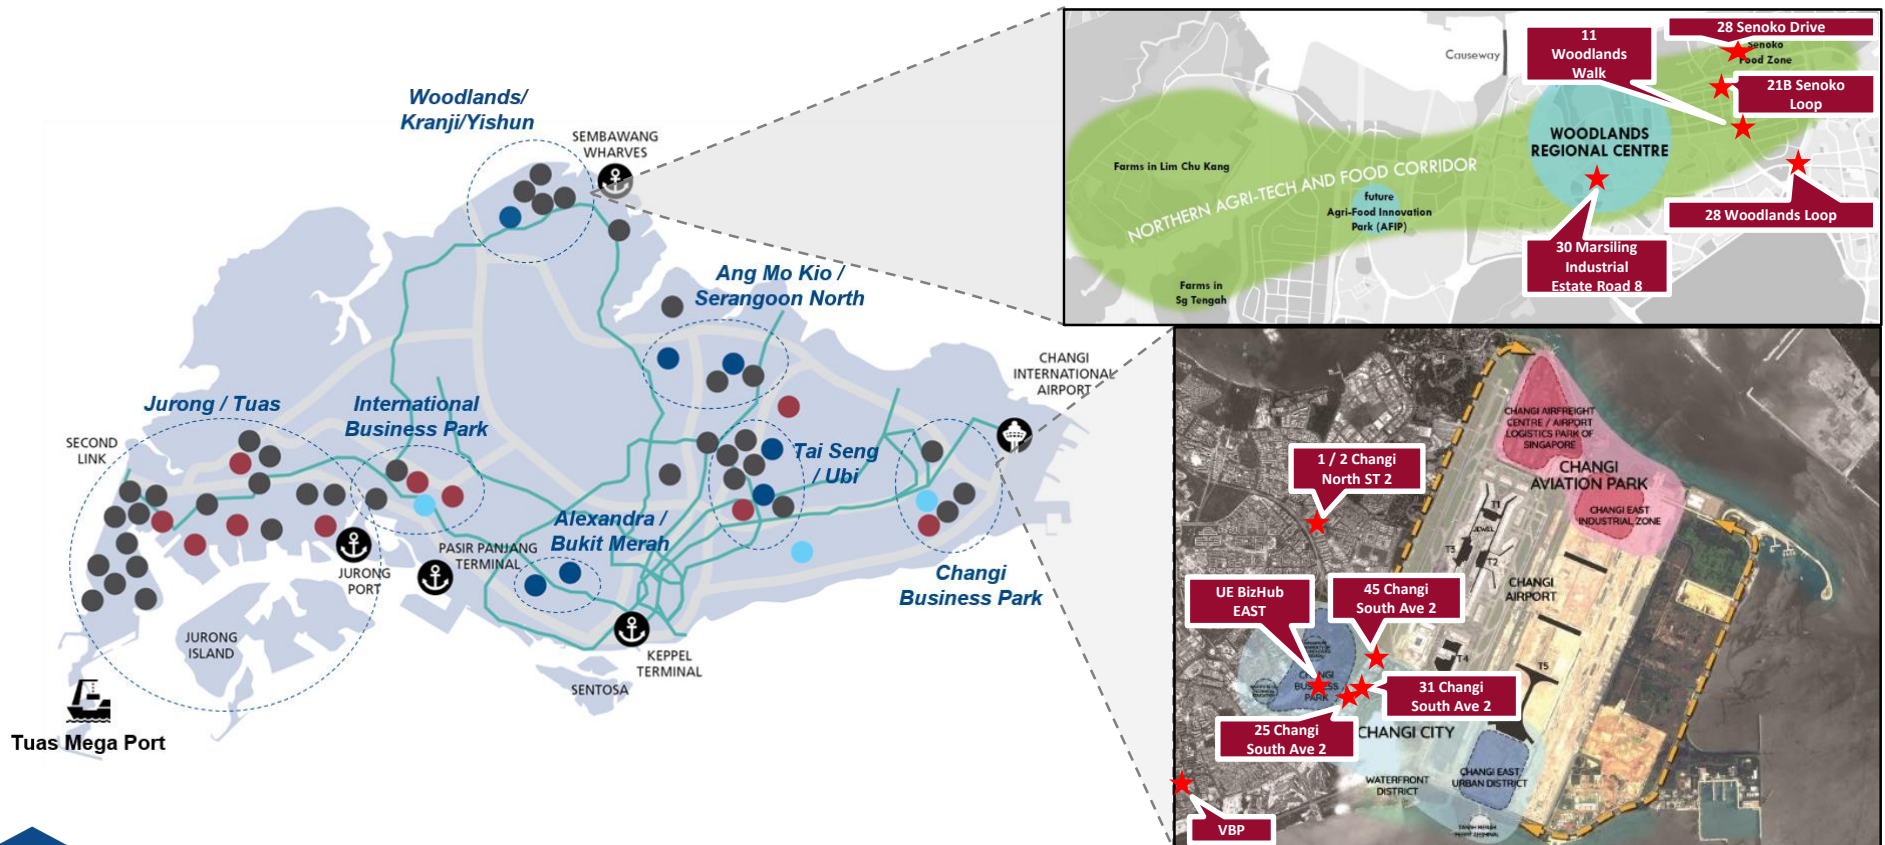 Woodlands/
Kranji/Yishun
SEMBAWANG
WHARVES
Ang Mo Kio /
Serangoon North
CHANGI
INTERNATIONAL
AIRPORT
Jurong / Tuas
International
Business Park
SECOND
LINK
Tai Seng
/ Ubi
Alexandra /
Bukit Merah
PASIR PANJANG
TERMINAL
JURONG
PORT
Changi
Business Park
JURONG
ISLAND
KEPPEL
TERMINAL
SENTOSA
Tuas Mega Port
Causeway
11
Woodlands
Walk
28 Senoko Drive
Senoko
Food Zone
21B Senoko
Loop
WOODLANDS
REGIONAL CENTRE
Farms in Lim Chu Kang
NORTHERN AGRI-TECH AND FOOD CORRIDOR
future
Agri-Food Innovation
Park (AFIP)
28 Woodlands Loop
30 Marsiling
Industrial
Estate Road 8
Farms in
Sg Tengah
CHANGI AIRFREIGHT
CENTRE / AIRPORT
LOGISTICS PARK OF
SINGAPORE
CHANGI
AVIATION PARK
1 / 2 Changi
North ST 2
CHANGI EAST
INDUSTRIAL ZONE
T1
JEWEL
T3
T2
CHANGI
AIRPORT
UE BizHub
EAST
45 Changi
South Ave 2
T4
T5
CHANGI
BUSINESS
PARK
31 Changi
South Ave 2
25 Changi
South Ave 2
CHANGI CITY
WATERFRONT
DISTRICT
CHANGI EAST
URBAN DISTRICT
VBP
TANAH MERAH